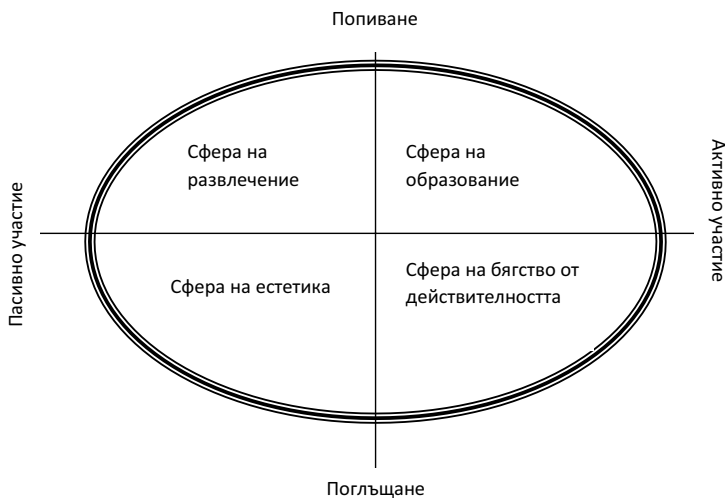 Попиване
Сфера на
развлечение
Сфера на
образование
Пасивно участие
Активно участие
Сфера на естетика
Сфера на бягство от
действителността
Поглъщане